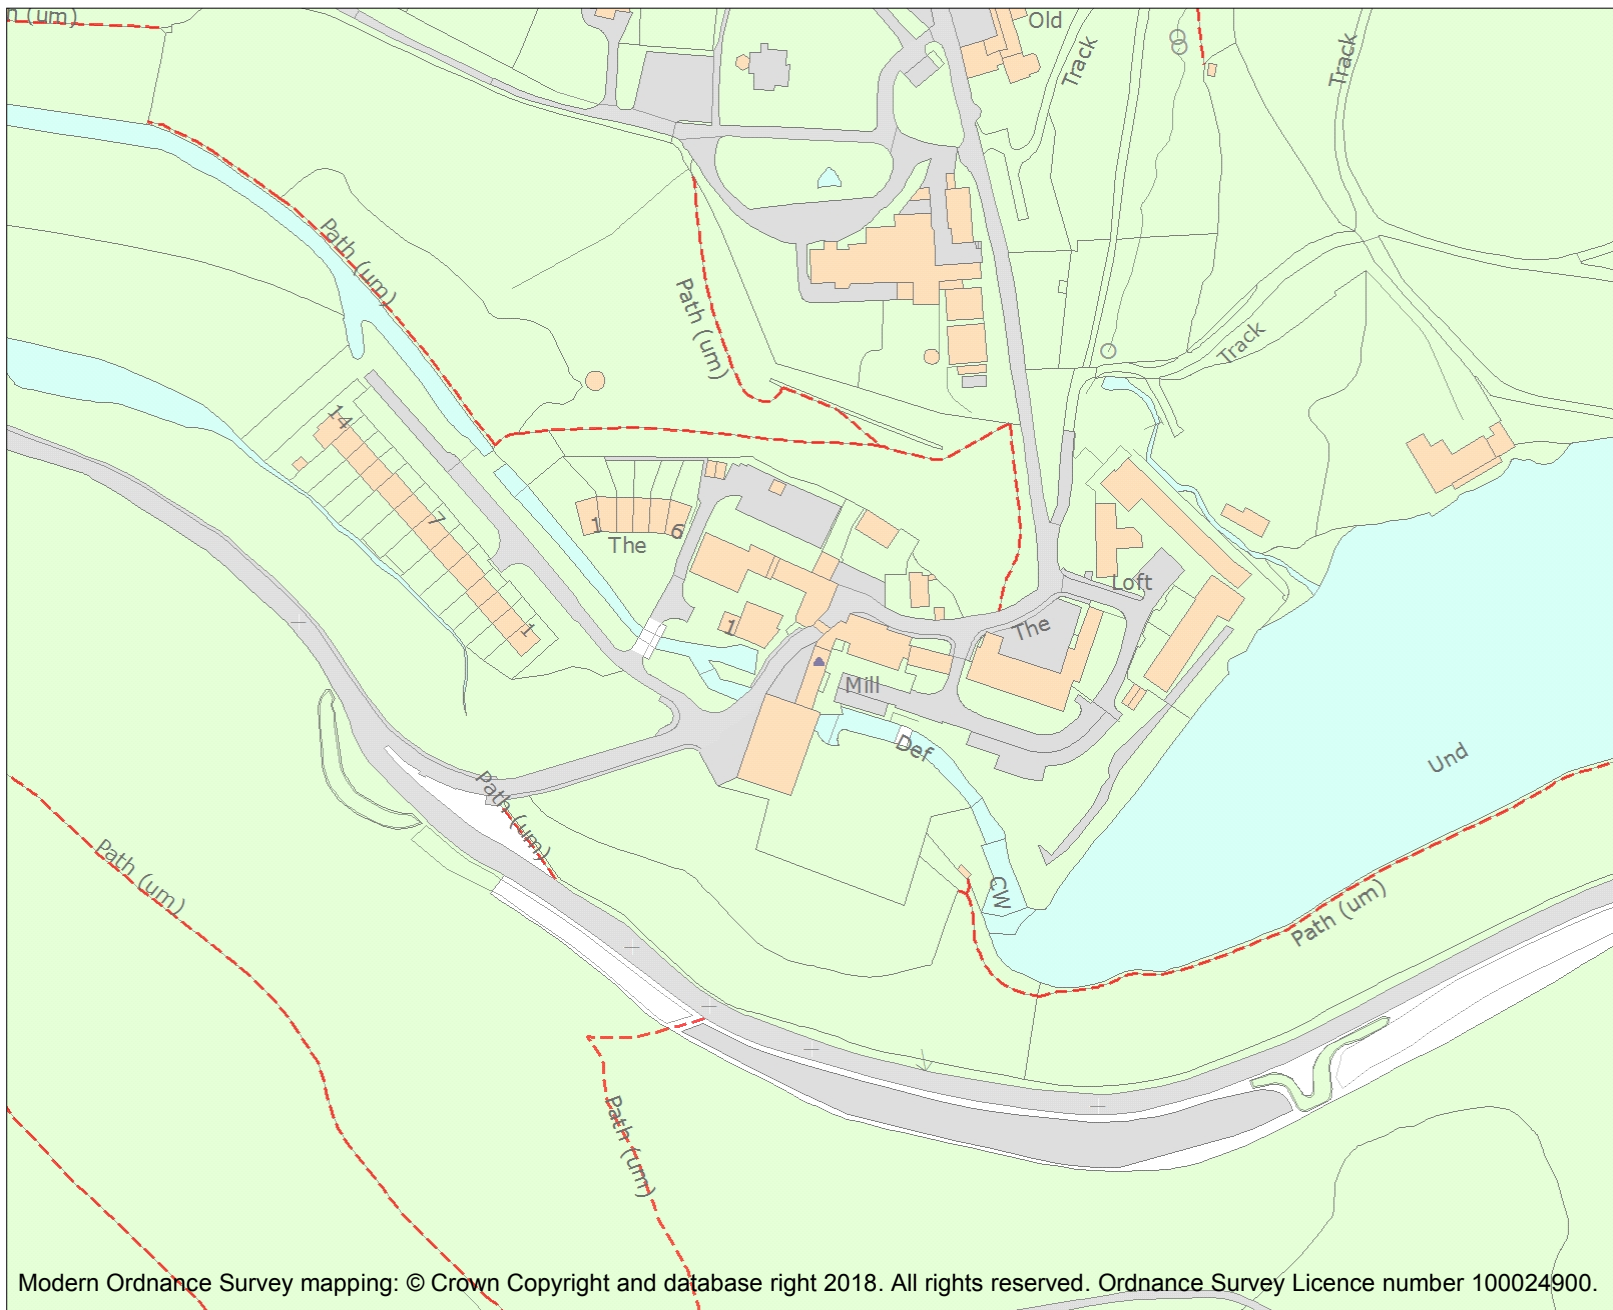 n (um)
Old
Track
Track
Path (um)
Path (um)
Track
14
7
1
1
6
The
Loft
1
The
Mill
Def
Und
Path (um)
Path (um)
CW
Path (um)
Path (um)
Modern Ordnance Survey mapping: © Crown Copyright and database right 2018. All rights reserved. Ordnance Survey Licence number 100024900.